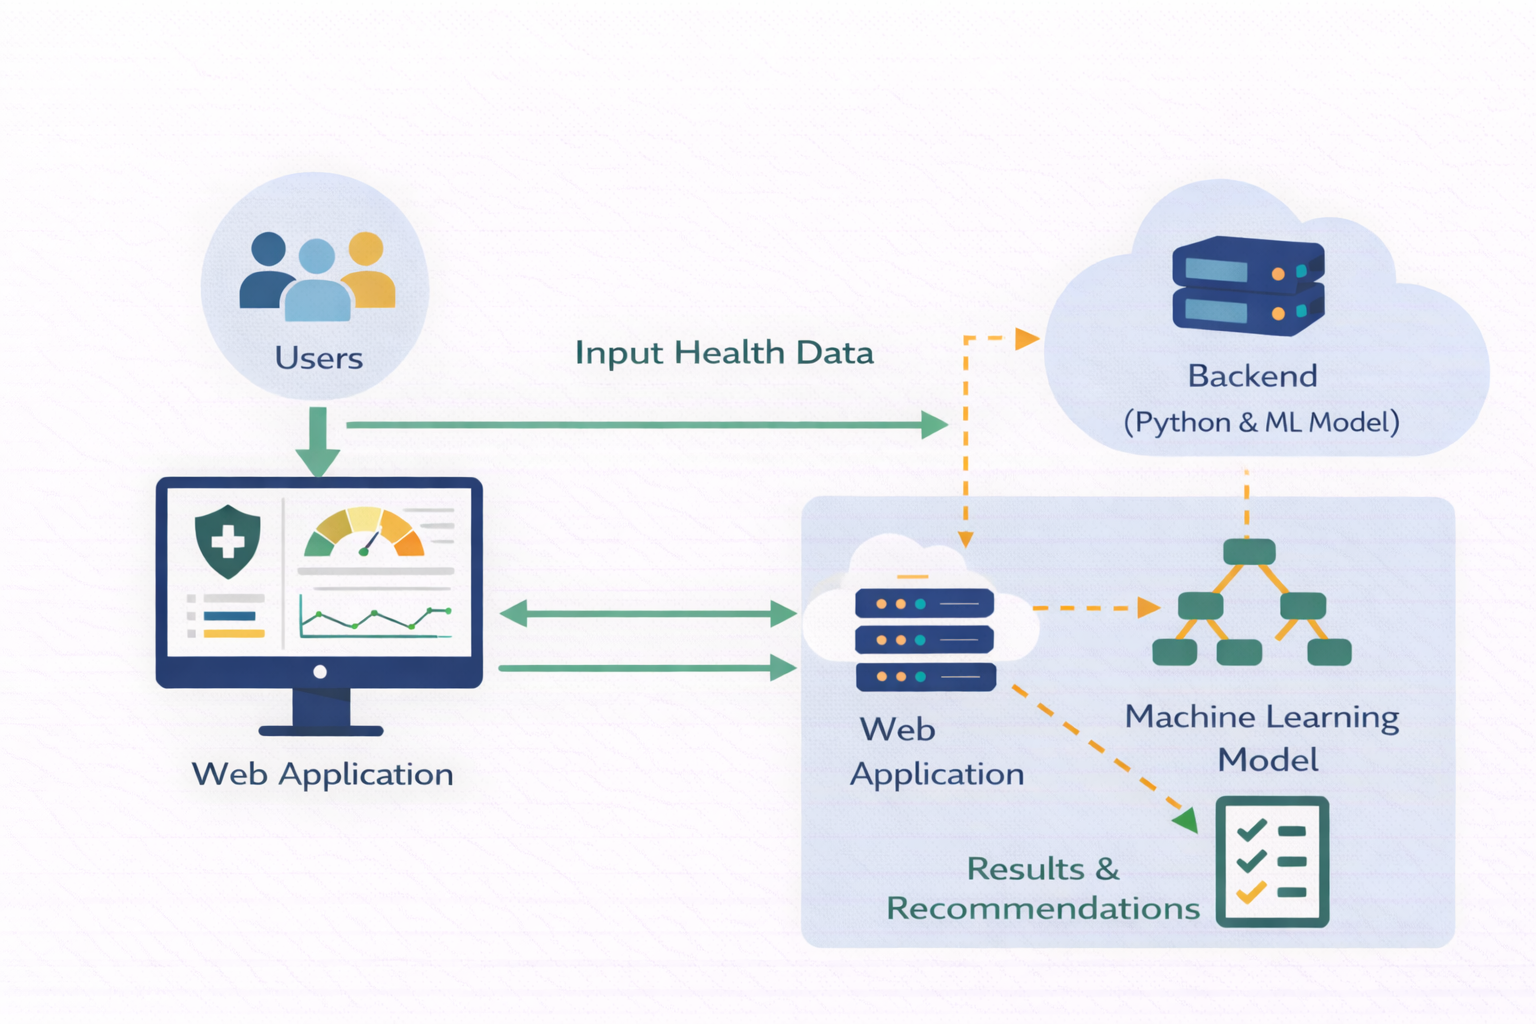 Users
Input Health Data
Backend
(Python & ML Model)
Web Application
Web
Application
Machine Learning
Model
Results &
Recommendations